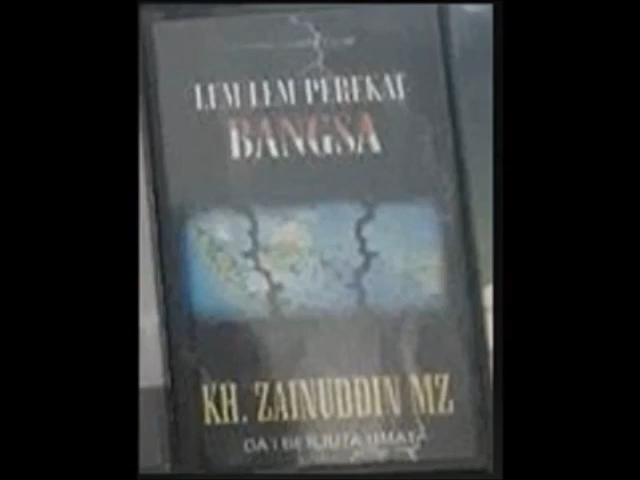 LEM LEM PEREKAT
BANGSA
KH. ZAINUDDIN MZ
DA'I BERJUTA UMAT